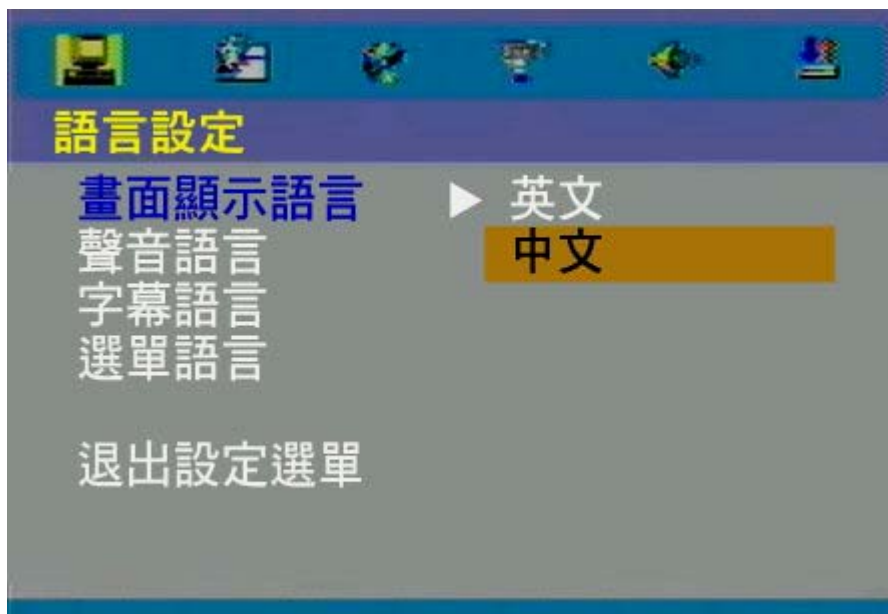 語言設定
畫面顯示語言 ▶ 英文
聲音語言 中文
字幕語言
選單語言
退出設定選單